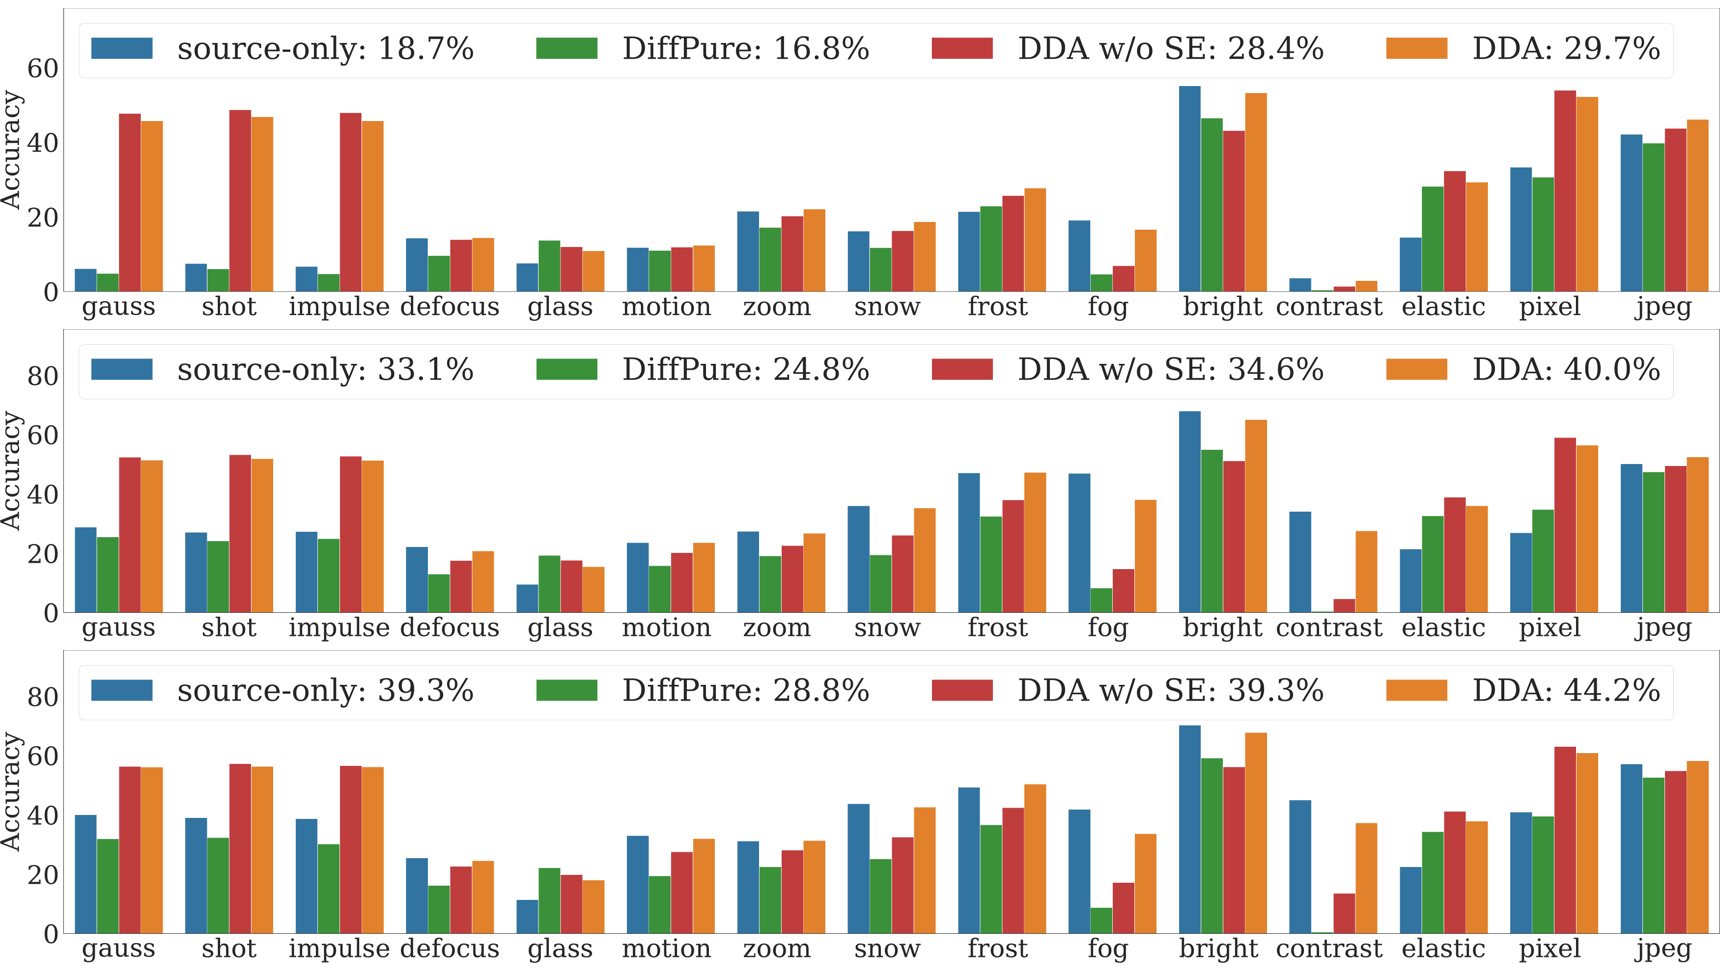 source-only: 18.7% DiffPure: 16.8% DDA w/o SE: 28.4% DDA: 29.7%
Accuracy
60
40
20
0
gauss shot impulse defocus glass motion zoom snow frost fog bright contrast elastic pixel jpeg
source-only: 33.1% DiffPure: 24.8% DDA w/o SE: 34.6% DDA: 40.0%
Accuracy
80
60
40
20
0
gauss shot impulse defocus glass motion zoom snow frost fog bright contrast elastic pixel jpeg
source-only: 39.3% DiffPure: 28.8% DDA w/o SE: 39.3% DDA: 44.2%
Accuracy
80
60
40
20
0
gauss shot impulse defocus glass motion zoom snow frost fog bright contrast elastic pixel jpeg